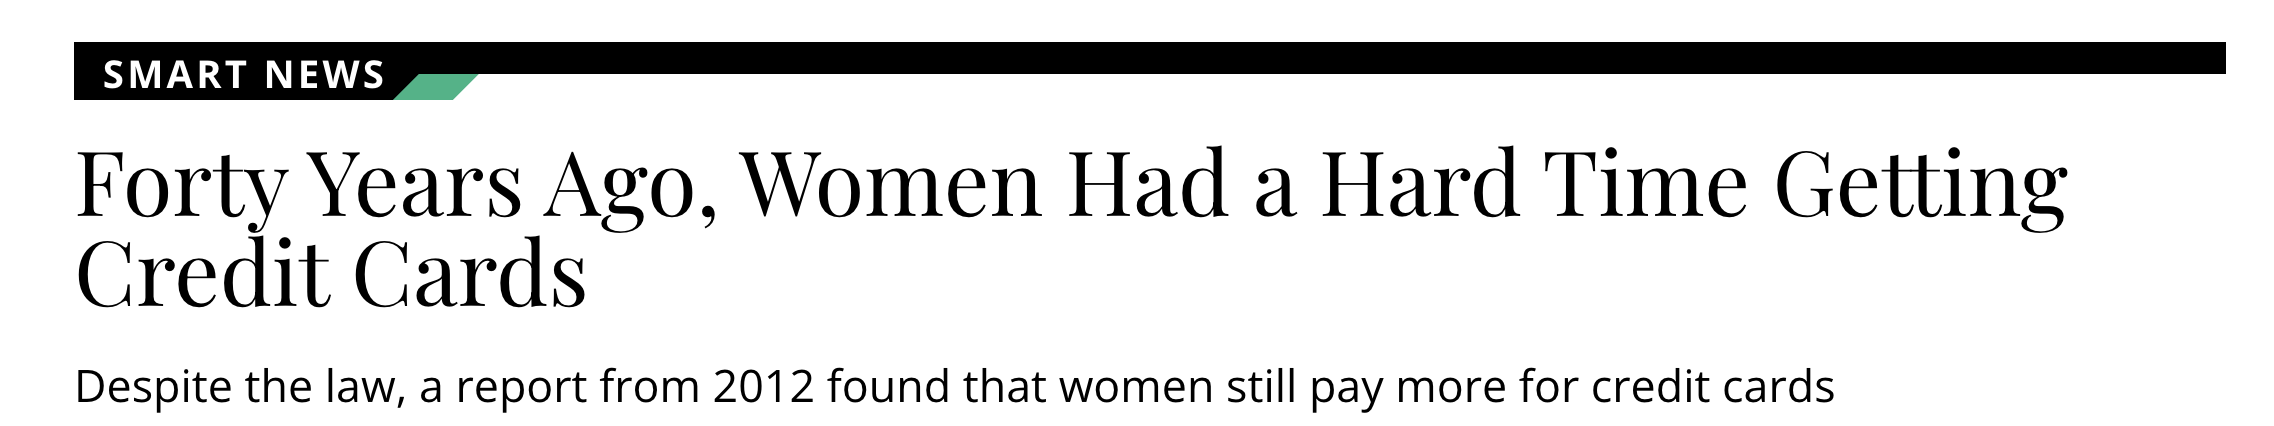 SMART NEWS
Forty Years Ago, Women Had a Hard Time Getting
Credit Cards
Despite the law, a report from 2012 found that women still pay more for credit cards